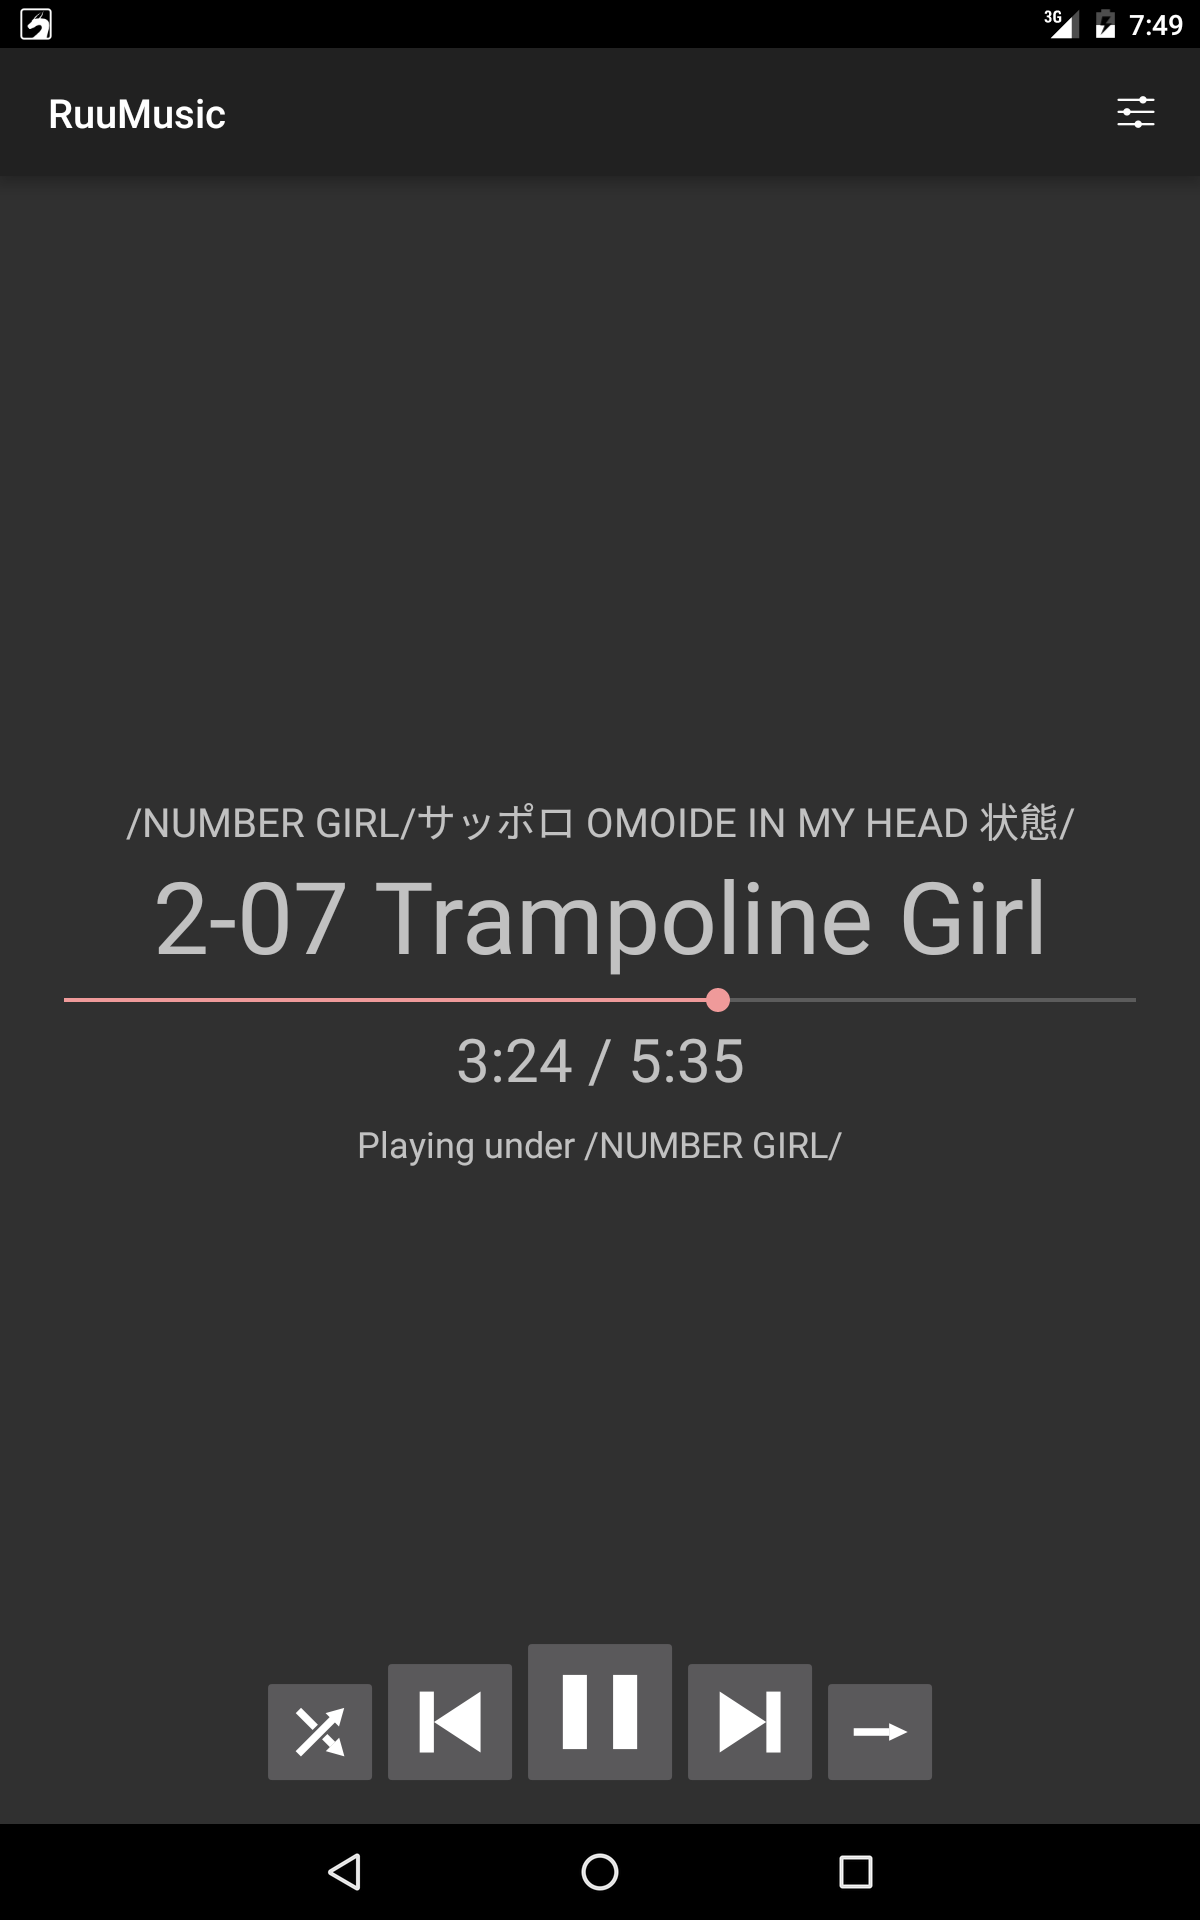 3G 7:49
RuuMusic
/NUMBER GIRL/サッポロ OMOIDE IN MY HEAD 状態/
2-07 Trampoline Girl
3:24 / 5:35
Playing under /NUMBER GIRL/